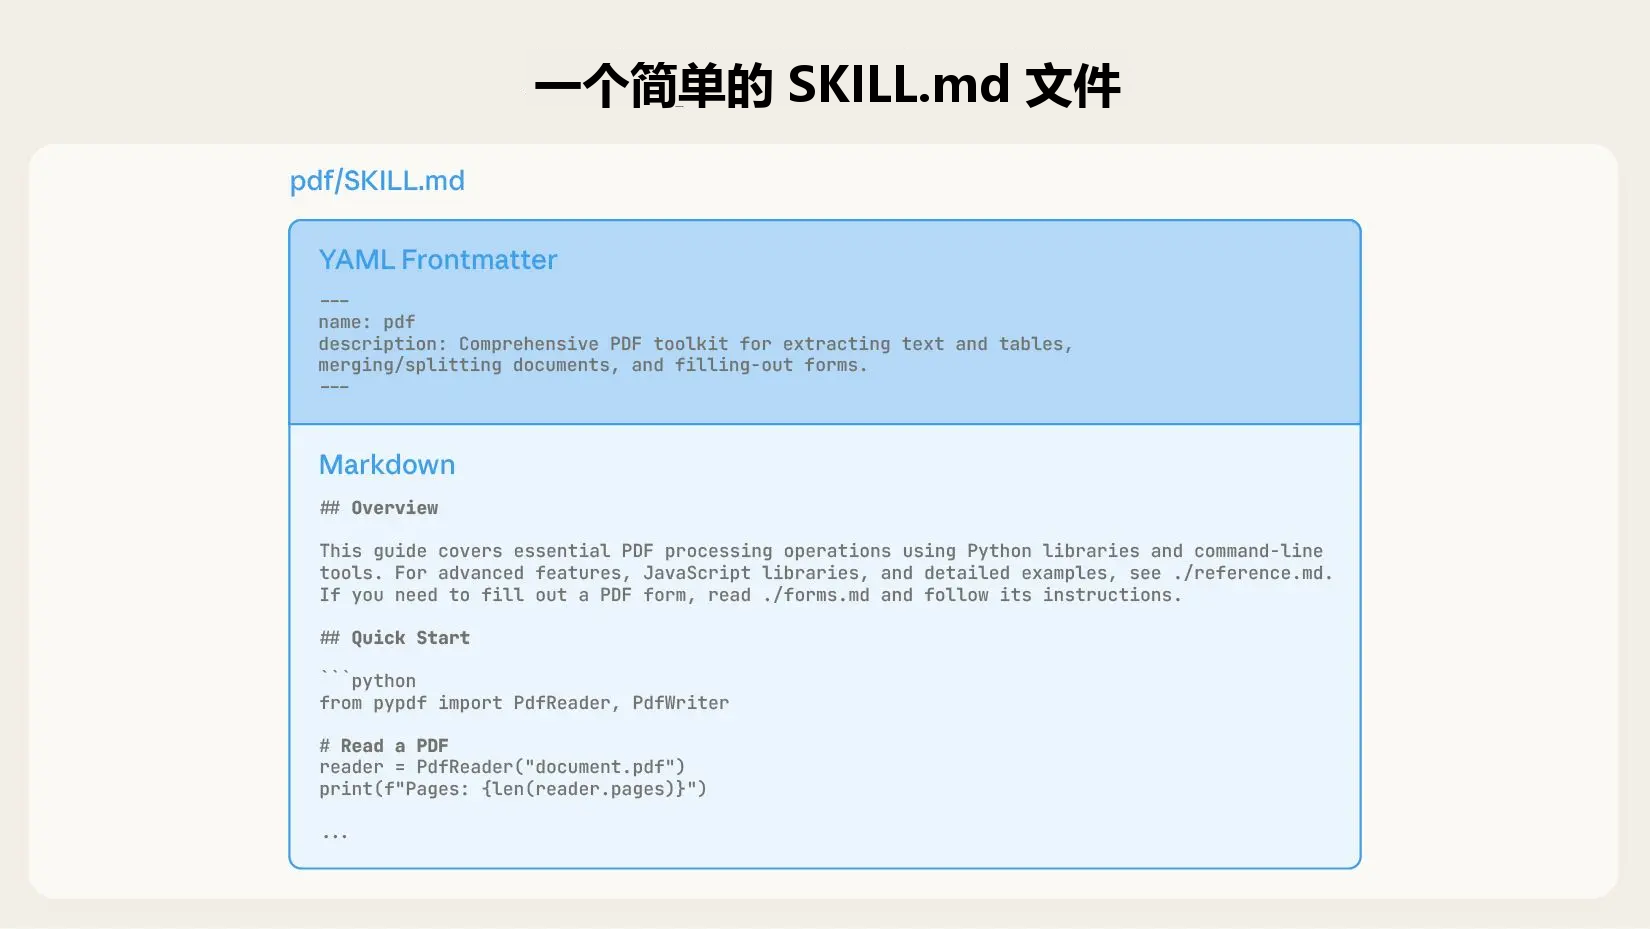 一个简单的 SKILL.md 文件
pdf/SKILL.md
YAML Frontmatter
---
name: pdf
description: Comprehensive PDF toolkit for extracting text and tables,
merging/splitting documents, and filling-out forms.
---
Markdown
## Overview
This guide covers essential PDF processing operations using Python libraries and command-line
tools. For advanced features, JavaScript libraries, and detailed examples, see ./reference.md.
If you need to fill out a PDF form, read ./forms.md and follow its instructions.
## Quick Start
```python
from pypdf import PdfReader, PdfWriter
# Read a PDF
reader = PdfReader("document.pdf")
print(f"Pages: {len(reader.pages)}")
...